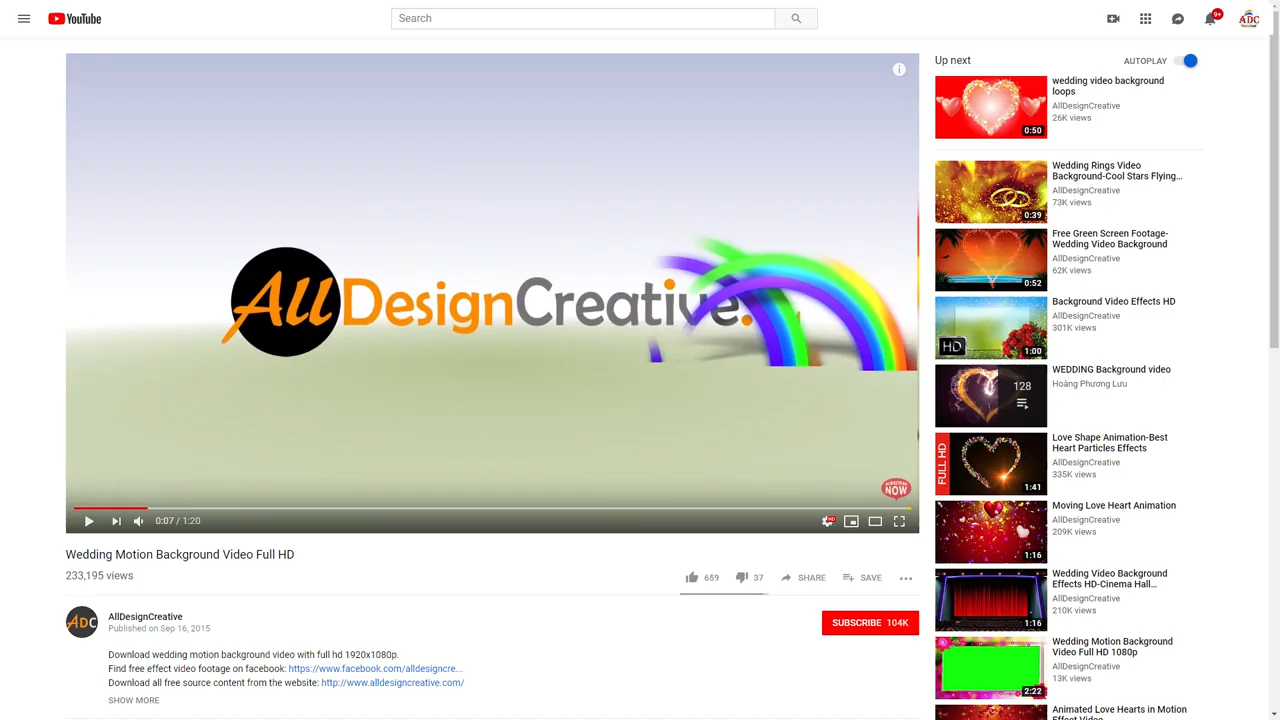 YouTube
Search
9+
ADC
AllDesignCreative.
SUBSCRIBE
NOW
0:07 / 1:20
HD
Wedding Motion Background Video Full HD
233,195 views
659
37
SHARE
SAVE
ADC
AllDesignCreative
Published on Sep 16, 2015
SUBSCRIBE 104K
Download wedding motion background video with full hd 1920x1080p.
Find free effect video footage on facebook: https://www.facebook.com/alldesigncre...
Download all free source content from the website: http://www.alldesigncreative.com/
SHOW MORE
Up next
AUTOPLAY
0:50
wedding video background
loops
AllDesignCreative
26K views
0:39
Wedding Rings Video
Background-Cool Stars Flying...
AllDesignCreative
73K views
0:52
Free Green Screen Footage-
Wedding Video Background
AllDesignCreative
62K views
HD
1:00
Background Video Effects HD
AllDesignCreative
301K views
128
WEDDING Background video
Hoàng Phương Lưu
FULL HD
1:41
Love Shape Animation-Best
Heart Particles Effects
AllDesignCreative
335K views
1:16
Moving Love Heart Animation
AllDesignCreative
209K views
1:16
Wedding Video Background
Effects HD-Cinema Hall...
AllDesignCreative
210K views
2:22
Wedding Motion Background
Video Full HD 1080p
AllDesignCreative
13K views
Animated Love Hearts in Motion
Effect Video